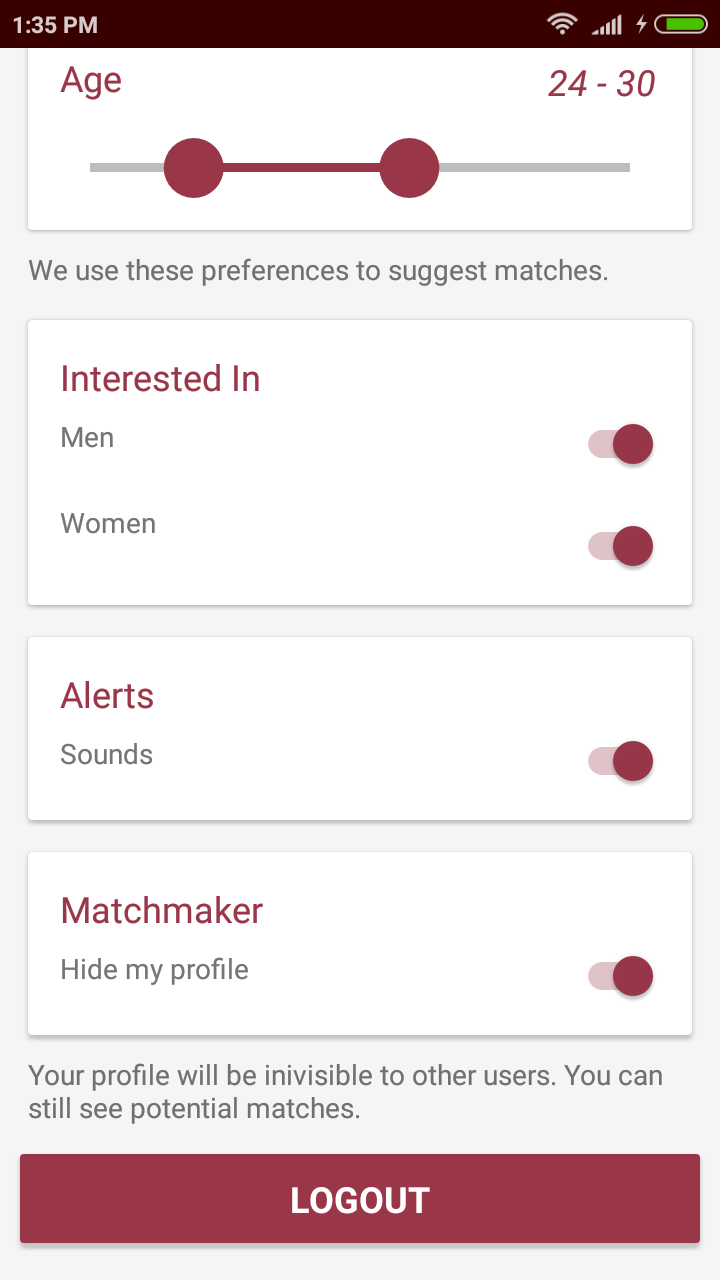 1:35 PM
Age
24 - 30
We use these preferences to suggest matches.
Interested In
Men
Women
Alerts
Sounds
Matchmaker
Hide my profile
Your profile will be inivisible to other users. You can
still see potential matches.
LOGOUT